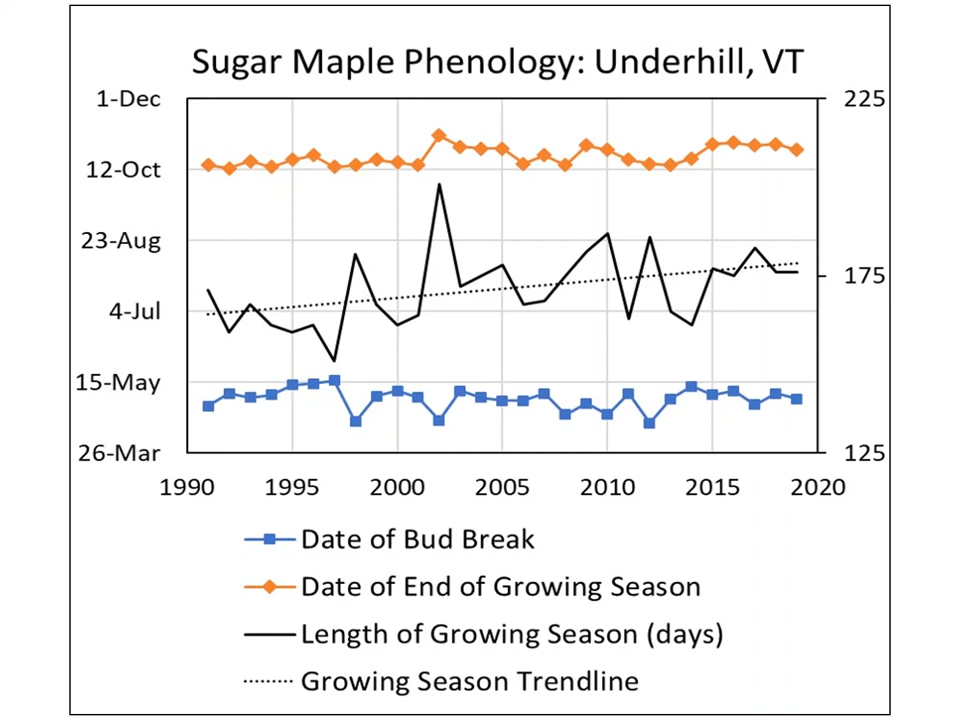 Sugar Maple Phenology: Underhill, VT
1-Dec
225
12-Oct
23-Aug
175
4-Jul
15-May
26-Mar
125
1990 1995 2000 2005 2010 2015 2020
Date of Bud Break
Date of End of Growing Season
Length of Growing Season (days)
Growing Season Trendline